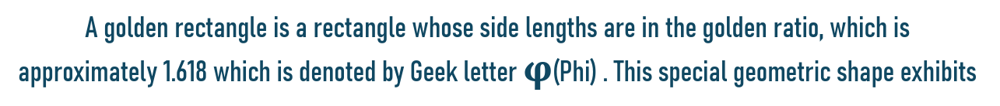 A golden rectangle is a rectangle whose side lengths are in the golden ratio, which is
approximately 1.618 which is denoted by Geek letter φ(Phi) . This special geometric shape exhibits